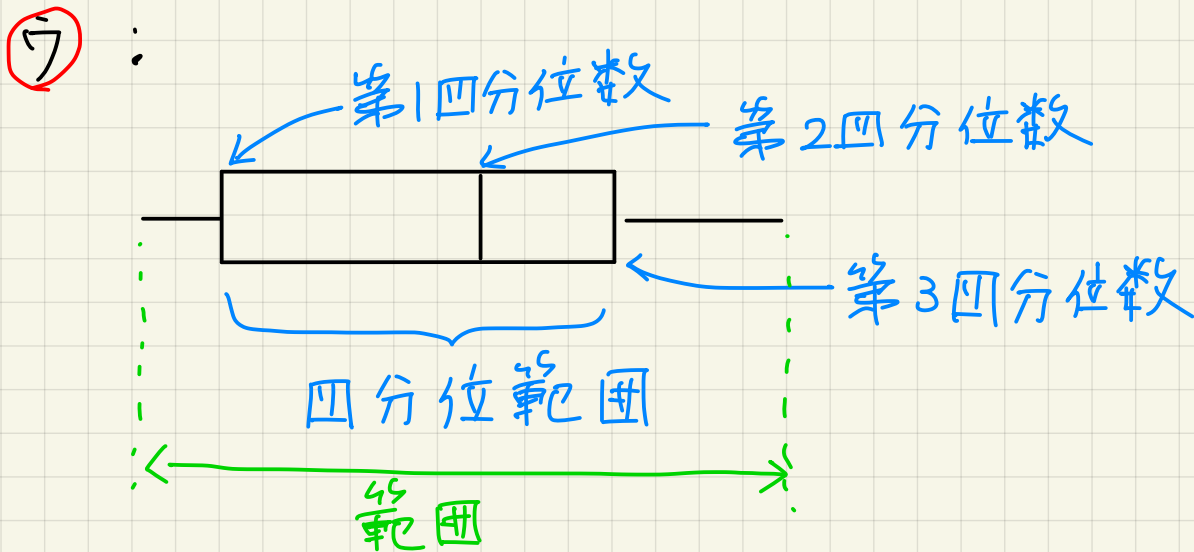 ウ :
第1四分位数
第2四分位数
第3四分位数
四分位範囲
範囲